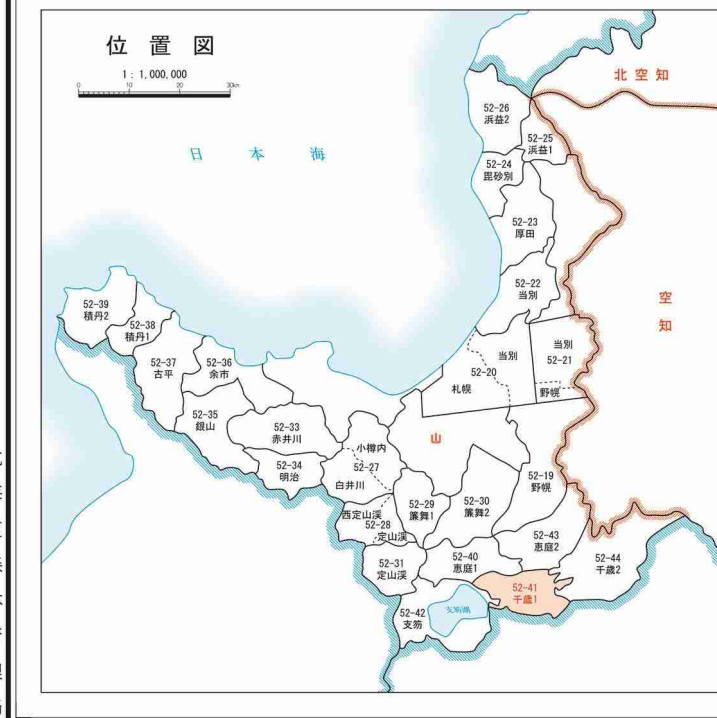 位置図
1 : 1,000,000
0 10 20 30km
北空知
52-26
浜益2
52-25
浜益1
日本海
52-24
毘砂別
52-23
厚田
52-22
当別
空知
52-39
積丹2
52-38
積丹1
52-37
古平
52-36
余市
当別
52-20
札幌
当別
52-21
野幌
52-35
銀山
52-33
赤井川
52-34
明治
山
小樽内
52-27
白井川
52-19
野幌
52-29
簾舞1
52-30
簾舞2
西定山渓
52-28
定山渓
52-43
恵庭2
52-44
千歳2
52-31
定山渓
52-40
恵庭1
52-41
千歳1
52-42
支笏
支笏湖